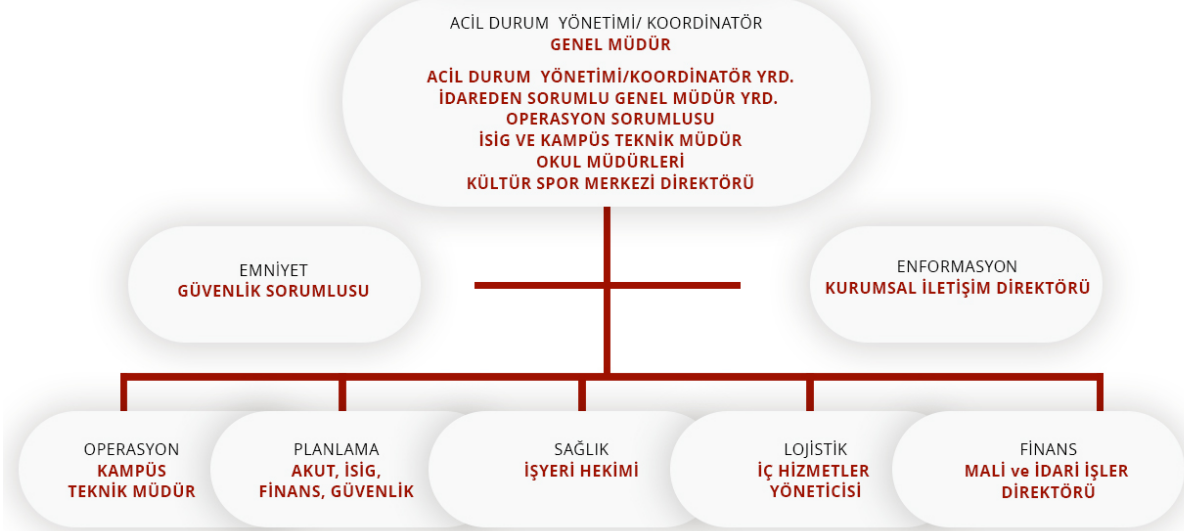 ACİL DURUM YÖNETİMİ/ KOORDİNATÖR
GENEL MÜDÜR
ACİL DURUM YÖNETİMİ/KOORDİNATÖR YRD.
İDAREDEN SORUMLU GENEL MÜDÜR YRD.
OPERASYON SORUMLUSU
İSİG VE KAMPÜS TEKNİK MÜDÜR
OKUL MÜDÜRLERİ
KÜLTÜR SPOR MERKEZİ DİREKTÖRÜ
EMNİYET
GÜVENLİK SORUMLUSU
ENFORMASYON
KURUMSAL İLETİŞİM DİREKTÖRÜ
OPERASYON
KAMPÜS
TEKNİK MÜDÜR
PLANLAMA
AKUT, İSİG,
FİNANS, GÜVENLİK
SAĞLIK
İŞYERİ HEKİMİ
LOJİSTİK
İÇ HİZMETLER
YÖNETİCİSİ
FİNANS
MALİ ve İDARİ İŞLER
DİREKTÖRÜ